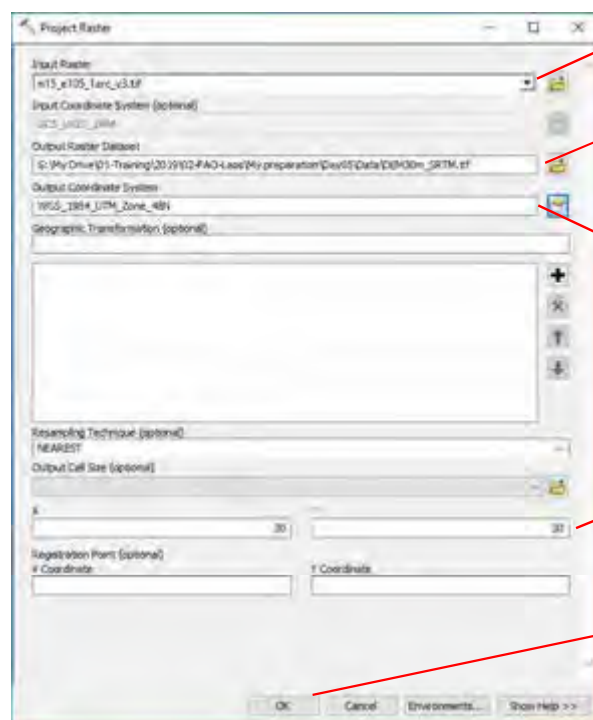 Project Raster
Input Raster
n15_e105_1arc_v3.tif
Input Coordinate System (optional)
GCS_WGS_1984
Output Raster Dataset
G:\My Drive\01-Training\2019\02-FAO-Laos\My preparation\Day05\Data\DEM30m_SRTM.tif
Output Coordinate System
WGS_1984_UTM_Zone_48N
Geographic Transformation (optional)
Resampling Technique (optional)
NEAREST
Output Cell Size (optional)
X
30 30
Registration Point (optional)
X Coordinate Y Coordinate
OK Cancel Environments... Show Help >>